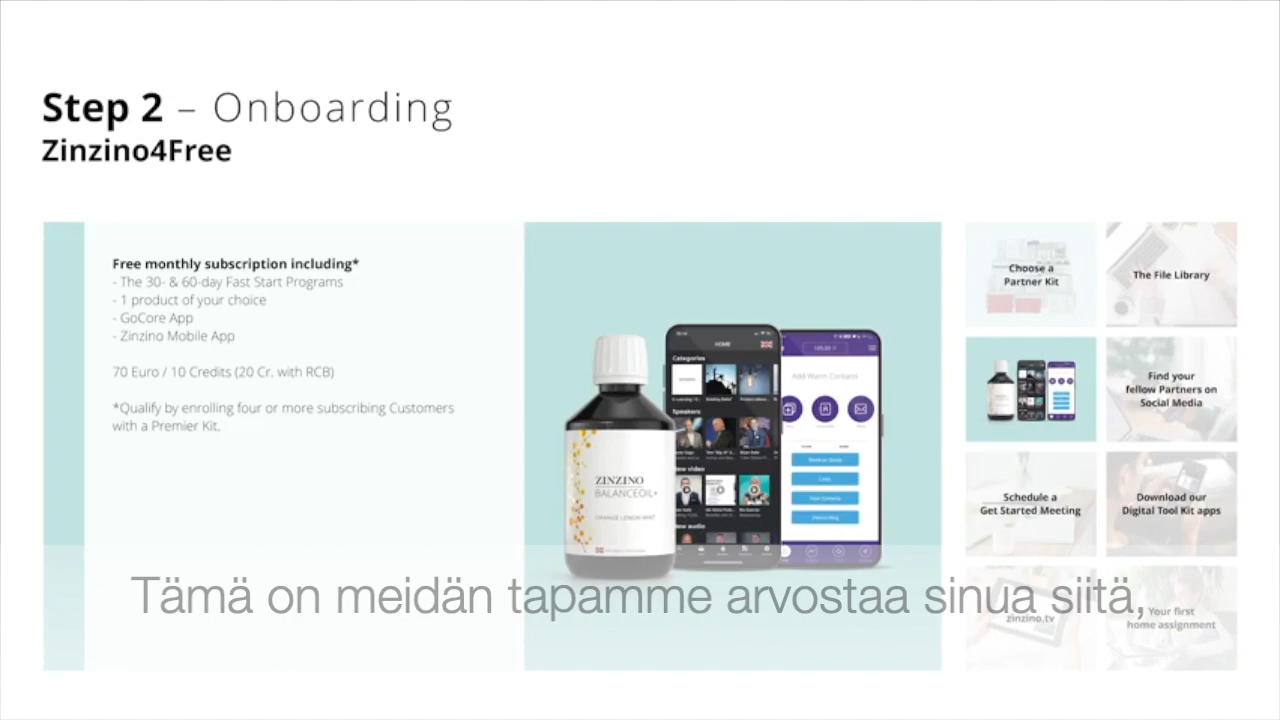 Step 2 – Onboarding
Zinzino4Free
Free monthly subscription including*
- The 30- & 60-day Fast Start Programs
- 1 product of your choice
- GoCore App
- Zinzino Mobile App
70 Euro / 10 Credits (20 Cr. with RCB)
*Qualify by enrolling four or more subscribing Customers
with a Premier Kit.
HOME
Categories
Speakers
New video
New audio
Add Warm Contacts
ZINZINO
BALANCEOIL+
ORANGE LEMON MINT
Choose a
Partner Kit
The File Library
Find your
fellow Partners on
Social Media
Schedule a
Get Started Meeting
Download our
Digital Tool Kit apps
zinzino.tv
Your first
home assignment
Tämä on meidän tapamme arvostaa sinua siitä,